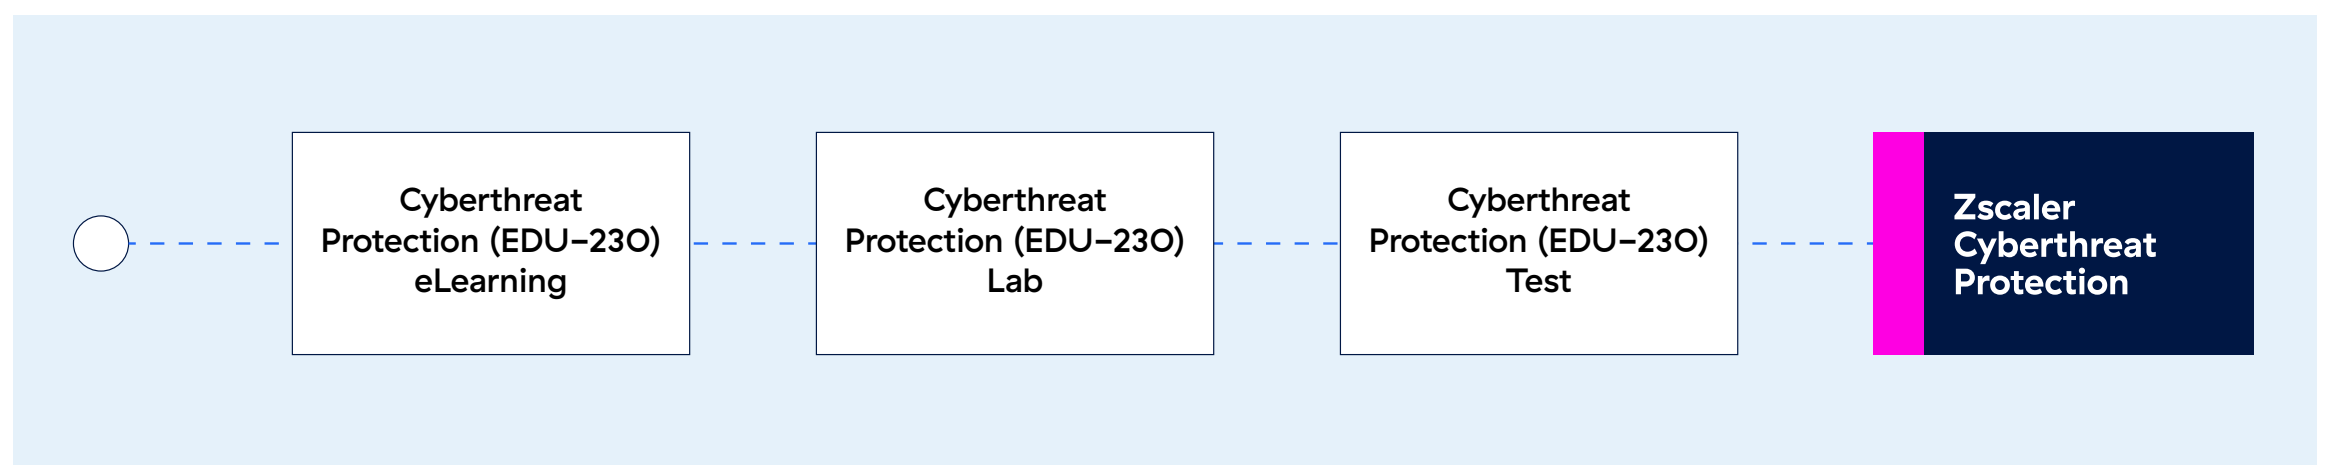 Cyberthreat
Protection (EDU–230)
eLearning
Cyberthreat
Protection (EDU–230)
Lab
Cyberthreat
Protection (EDU–230)
Test
Zscaler
Cyberthreat
Protection